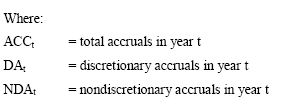 Where:
ACCt = total accruals in year t
DAt = discretionary accruals in year t
NDAt = nondiscretionary accruals in year t